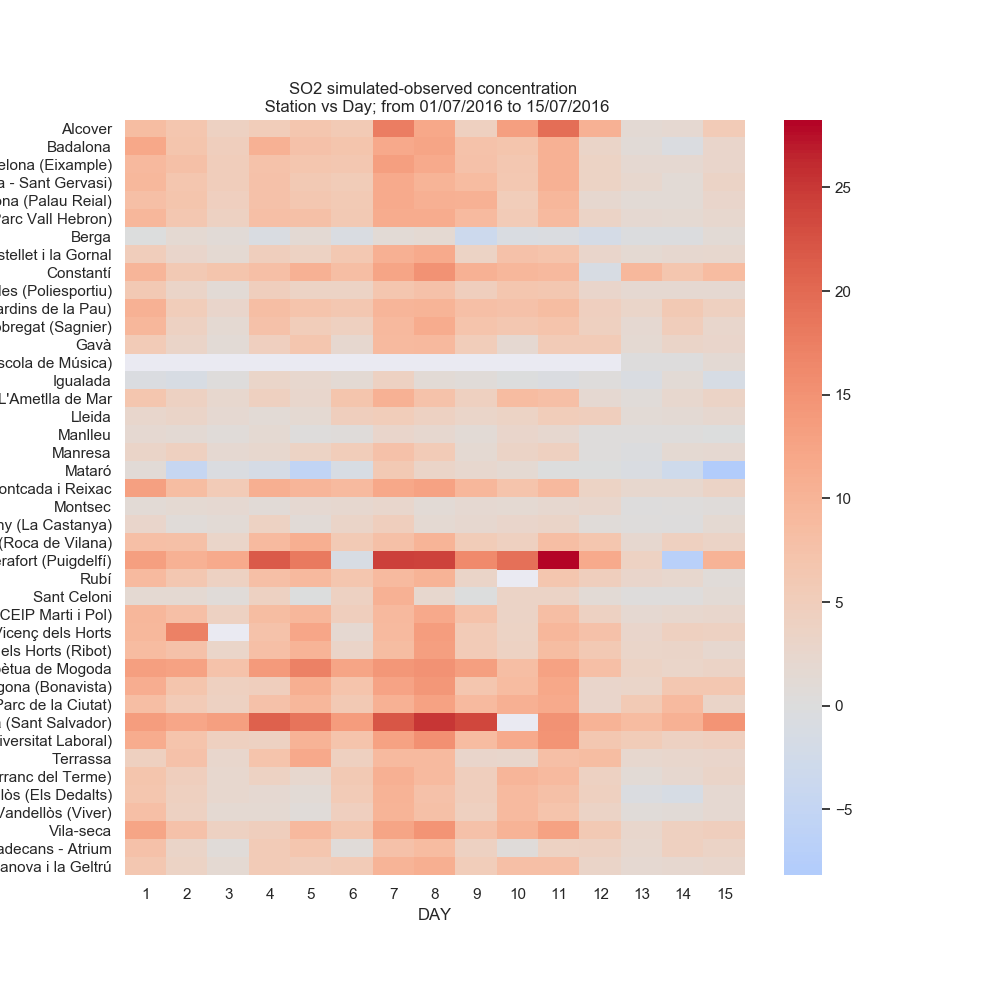 SO2 simulated-observed concentration
Station vs Day; from 01/07/2016 to 15/07/2016
Alcover
Badalona
elona (Eixample)
a - Sant Gervasi)
ona (Palau Reial)
Parc Vall Hebron)
Berga
stellet i la Gornal
Constantí
les (Poliesportiu)
ardins de la Pau)
obregat (Sagnier)
Gavà
scola de Música)
Igualada
L'Ametlla de Mar
Lleida
Manlleu
Manresa
Mataró
ontcada i Reixac
Montsec
ny (La Castanya)
(Roca de Vilana)
erafort (Puigdelfí)
Rubí
Sant Celoni
CEIP Marti i Pol)
Vicenç dels Horts
els Horts (Ribot)
pètua de Mogoda
gona (Bonavista)
Parc de la Ciutat)
a (Sant Salvador)
iversitat Laboral)
Terrassa
rranc del Terme)
llòs (Els Dedalts)
Vandellòs (Viver)
Vila-seca
adecans - Atrium
anova i la Geltrú
1 2 3 4 5 6 7 8 9 10 11 12 13 14 15
DAY
25
20
15
10
5
0
−5